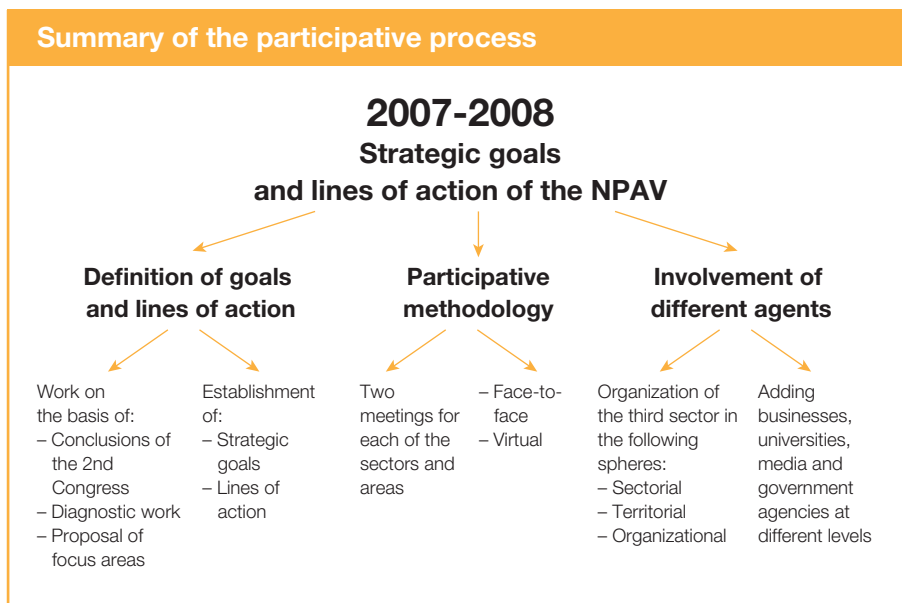 Summary of the participative process
2007-2008
Strategic goals
and lines of action of the NPAV
Definition of goals
and lines of action
Work on
the basis of:
– Conclusions of
the 2nd
Congress
– Diagnostic work
– Proposal of
focus areas
Establishment
of:
– Strategic
goals
– Lines of
action
Participative
methodology
Two
meetings for
each of the
sectors and
areas
– Face-to-
face
– Virtual
Involvement of
different agents
Organization of
the third sector in
the following
spheres:
– Sectorial
– Territorial
– Organizational
Adding
businesses,
universities,
media and
government
agencies at
different levels